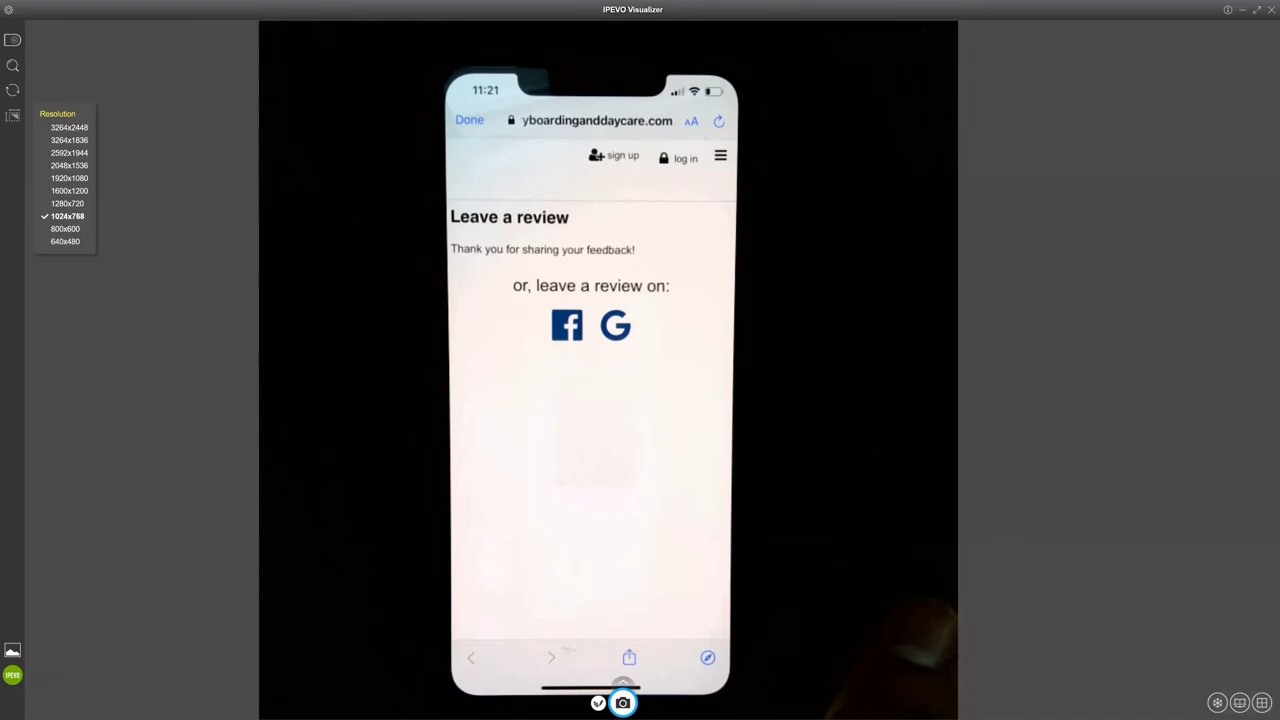 IPEVO Visualizer
Resolution
3264x2448
3264x1836
2592x1944
2048x1536
1920x1080
1600x1200
1280x720
1024x768
800x600
640x480
IPEVO
11:21
Done yboardinganddaycare.com AA
sign up log in
Leave a review
Thank you for sharing your feedback!
or, leave a review on: